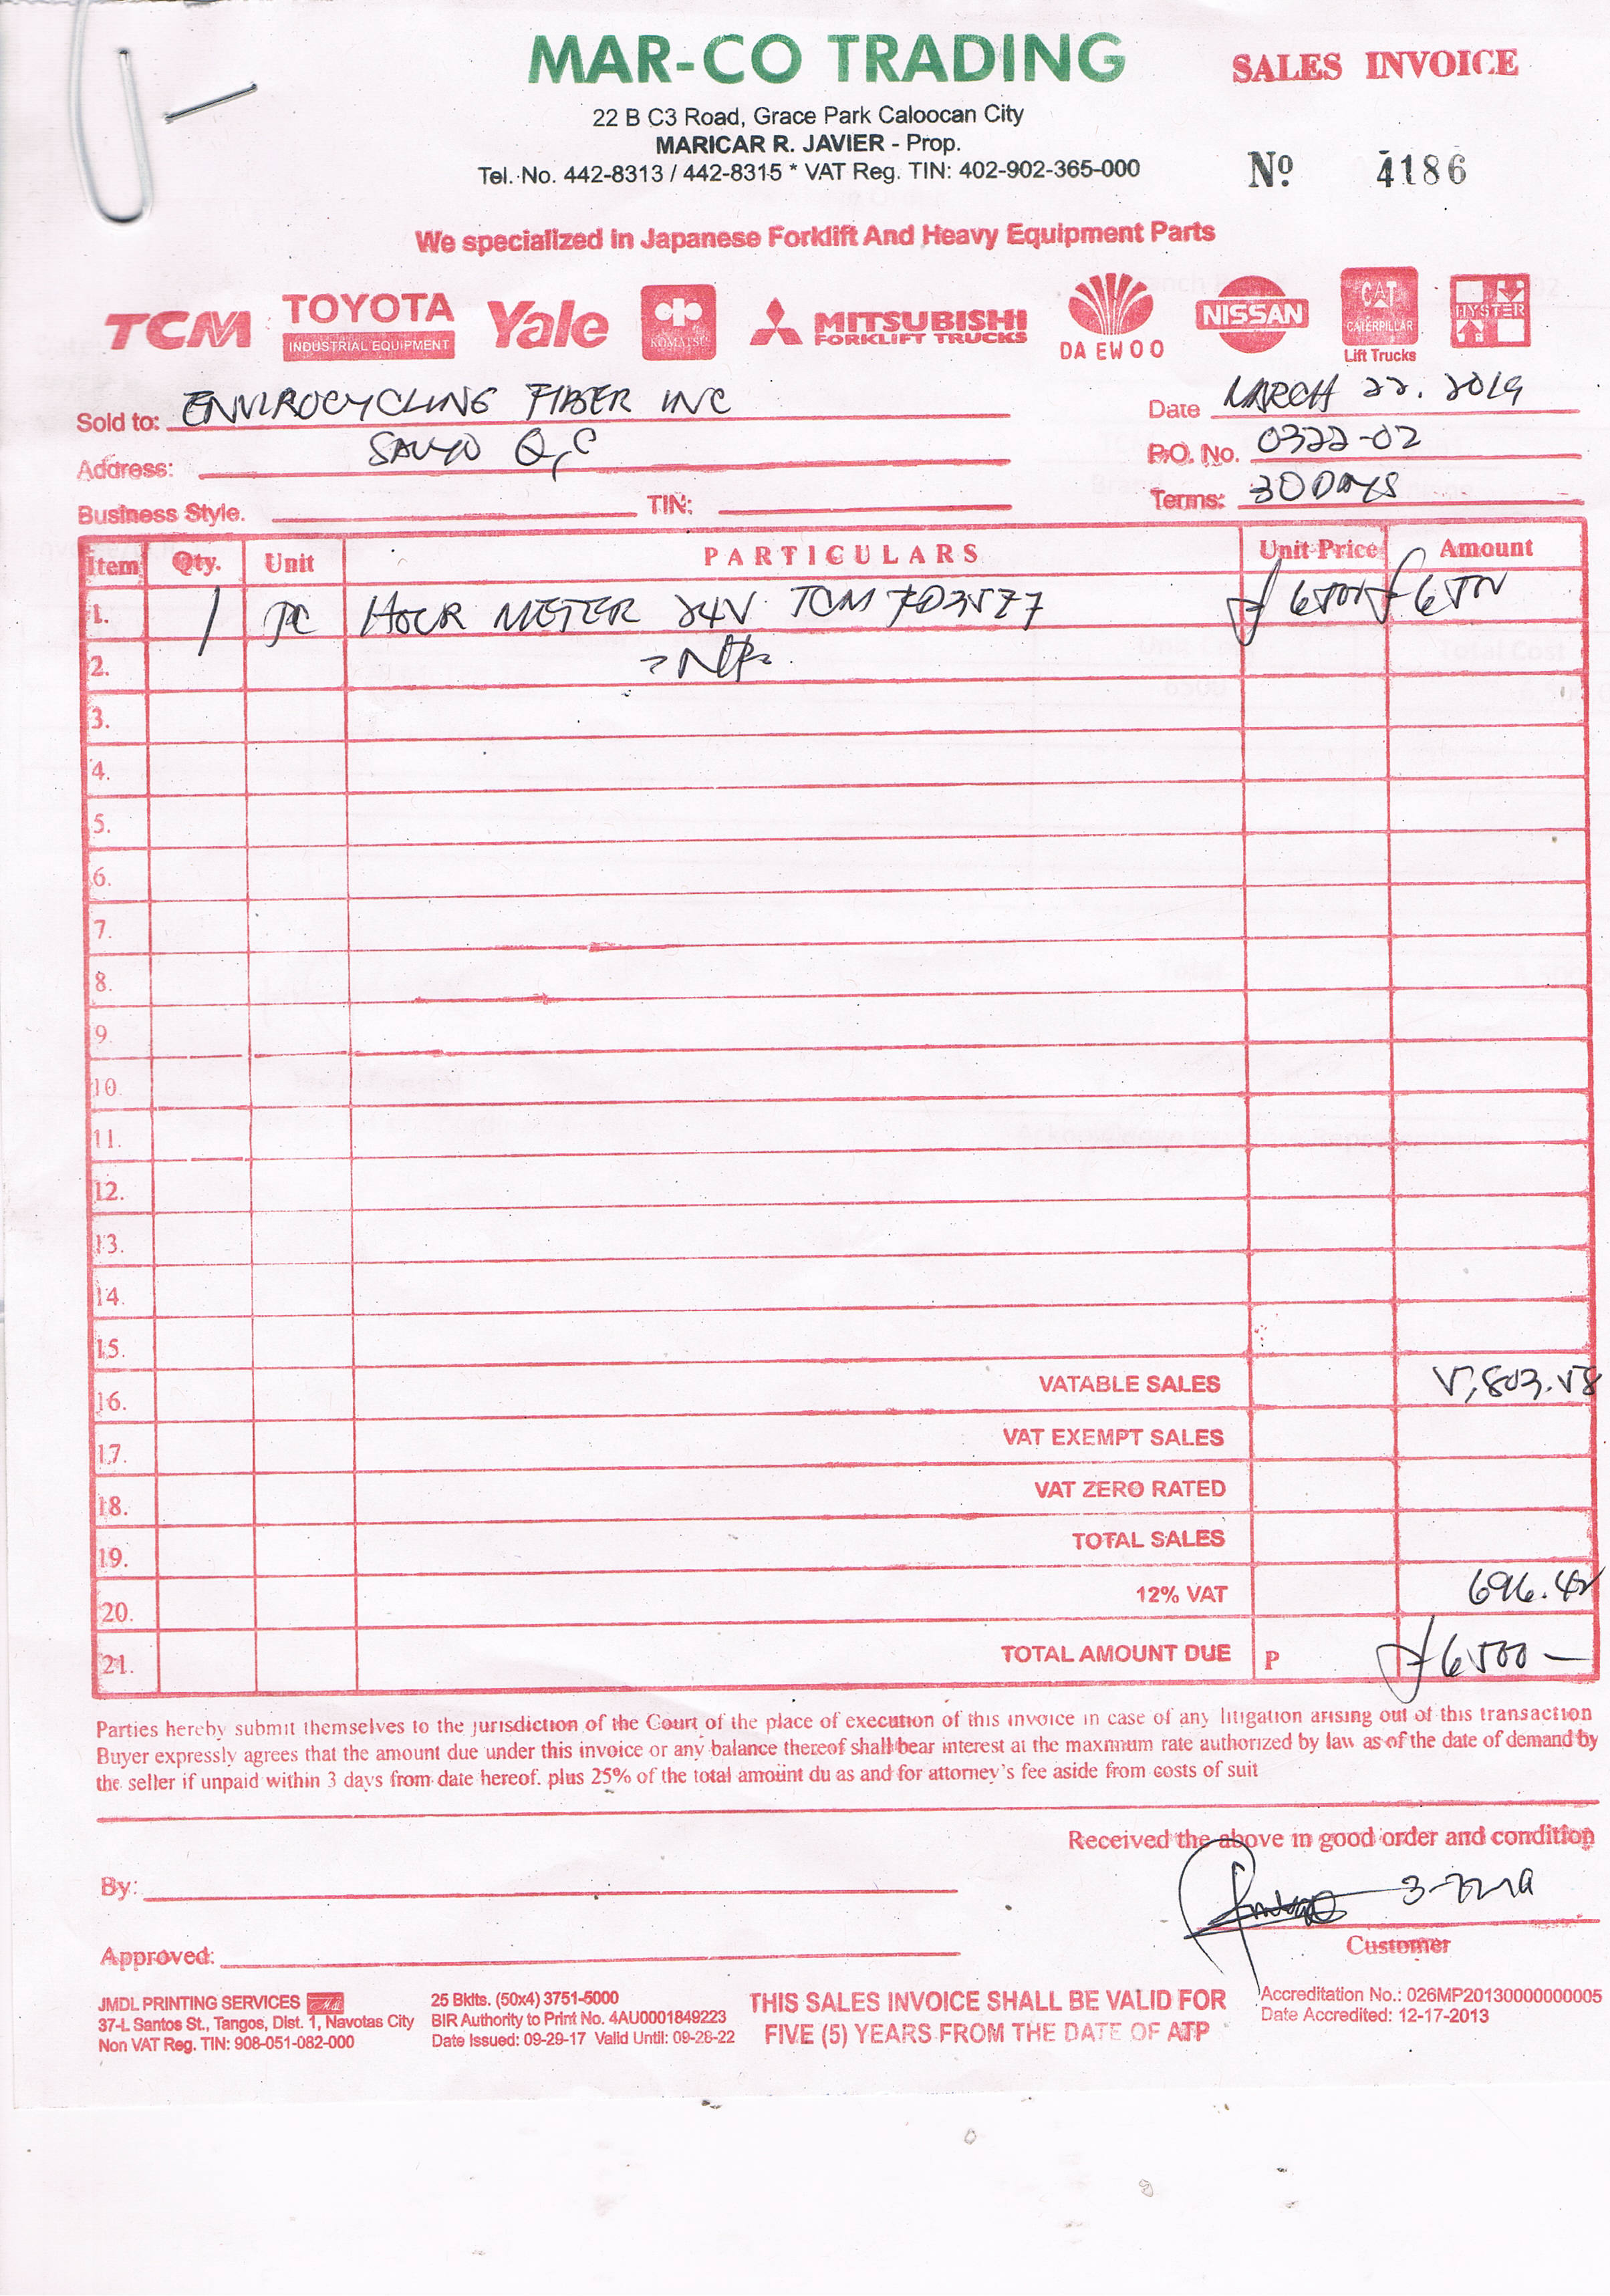 MAR-CO TRADING
SALES INVOICE
22 B C3 Road, Grace Park Caloocan City
MARICAR R. JAVIER - Prop.
Tel. No. 442-8313 / 442-8315 * VAT Reg. TIN: 402-902-365-000
Nº 4186
We specialized in Japanese Forklift And Heavy Equipment Parts
TCM TOYOTA INDUSTRIAL EQUIPMENT Yale KOMATSU MITSUBISHI FORKLIFT TRUCKS DAEWOO NISSAN CAT CATERPILLAR Lift Trucks HYSTER
Sold to: ENVIROCYCLING FIBER INC
Date MARCH 22. 2019
Address: SAUYO Q,C
P.O. No. 0322-02
Business Style. TIN:
Terms: 30 DAYS
Item Qty. Unit PARTICULARS Unit Price Amount
1. 1 PC HOUR METER 24V TCM 703577 6500 6500
2.
3.
4.
5.
6.
7.
8.
9.
10.
11.
12.
13.
14.
15.
16. VATABLE SALES 5,803.58
17. VAT EXEMPT SALES
18. VAT ZERO RATED
19. TOTAL SALES
20. 12% VAT 696.42
21. TOTAL AMOUNT DUE P 6500 —
Parties hereby submit themselves to the jurisdiction of the Court of the place of execution of this invoice in case of any litigation arising out of this transaction
Buyer expressly agrees that the amount due under this invoice or any balance thereof shall bear interest at the maxmum rate authorized by law as of the date of demand by
the seller if unpaid within 3 days from date hereof. plus 25% of the total amount du as and for attorney's fee aside from costs of suit
Received the above in good order and condition
By:
Customer
Approved:
JMDL PRINTING SERVICES
37-L Santos St., Tangos, Dist. 1, Navotas City
Non VAT Reg. TIN: 908-051-082-000
25 Bklts. (50x4) 3751-5000
BIR Authority to Print No. 4AU0001849223
Date Issued: 09-29-17 Valid Until: 09-28-22
THIS SALES INVOICE SHALL BE VALID FOR
FIVE (5) YEARS FROM THE DATE OF ATP
Accreditation No.: 026MP20130000000005
Date Accredited: 12-17-2013